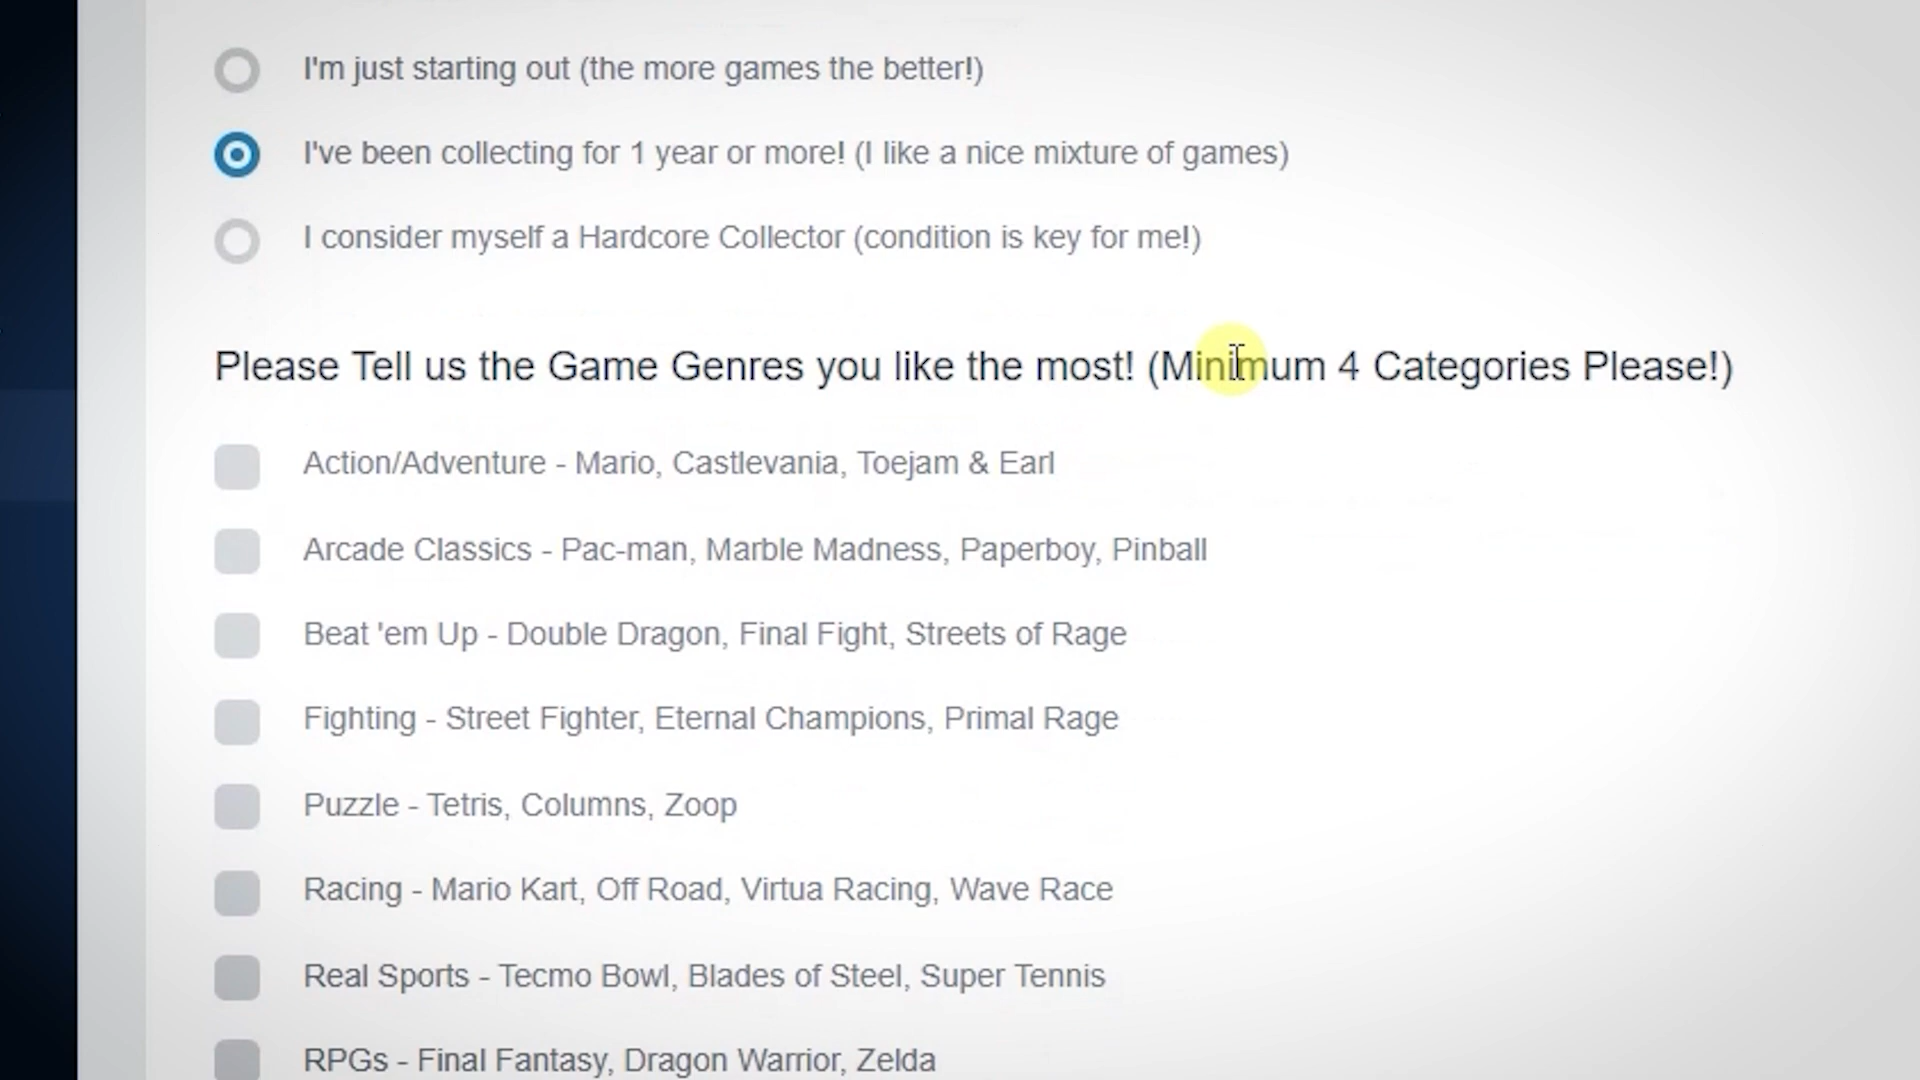 I'm just starting out (the more games the better!)
I've been collecting for 1 year or more! (I like a nice mixture of games)
I consider myself a Hardcore Collector (condition is key for me!)
Please Tell us the Game Genres you like the most! (Minimum 4 Categories Please!)
Action/Adventure - Mario, Castlevania, Toejam & Earl
Arcade Classics - Pac-man, Marble Madness, Paperboy, Pinball
Beat 'em Up - Double Dragon, Final Fight, Streets of Rage
Fighting - Street Fighter, Eternal Champions, Primal Rage
Puzzle - Tetris, Columns, Zoop
Racing - Mario Kart, Off Road, Virtua Racing, Wave Race
Real Sports - Tecmo Bowl, Blades of Steel, Super Tennis
RPGs - Final Fantasy, Dragon Warrior, Zelda